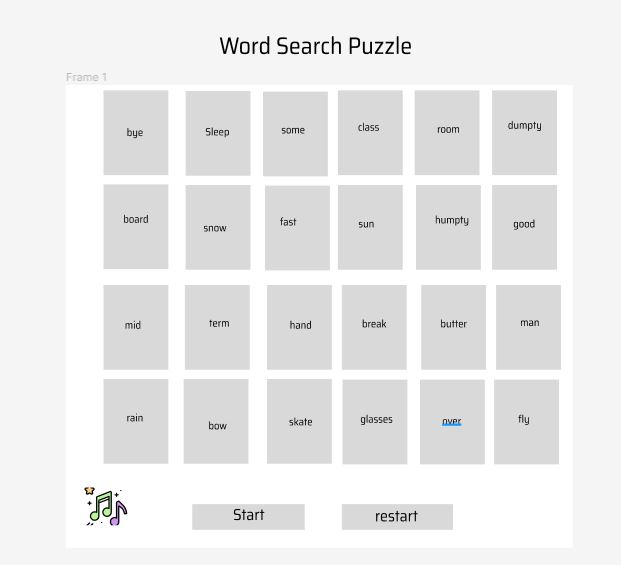 Word Search Puzzle
Frame 1
bye Sleep some class room dumpty
board snow fast sun humpty good
mid term hand break butter man
rain bow skate glasses over fly
Start restart